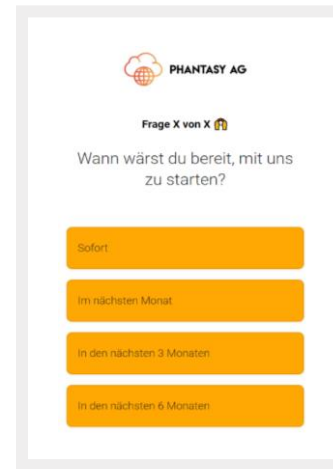 PHANTASY AG
Frage X von X
Wann wärst du bereit, mit uns
zu starten?
Sofort
Im nächsten Monat
In den nächsten 3 Monaten
In den nächsten 6 Monaten